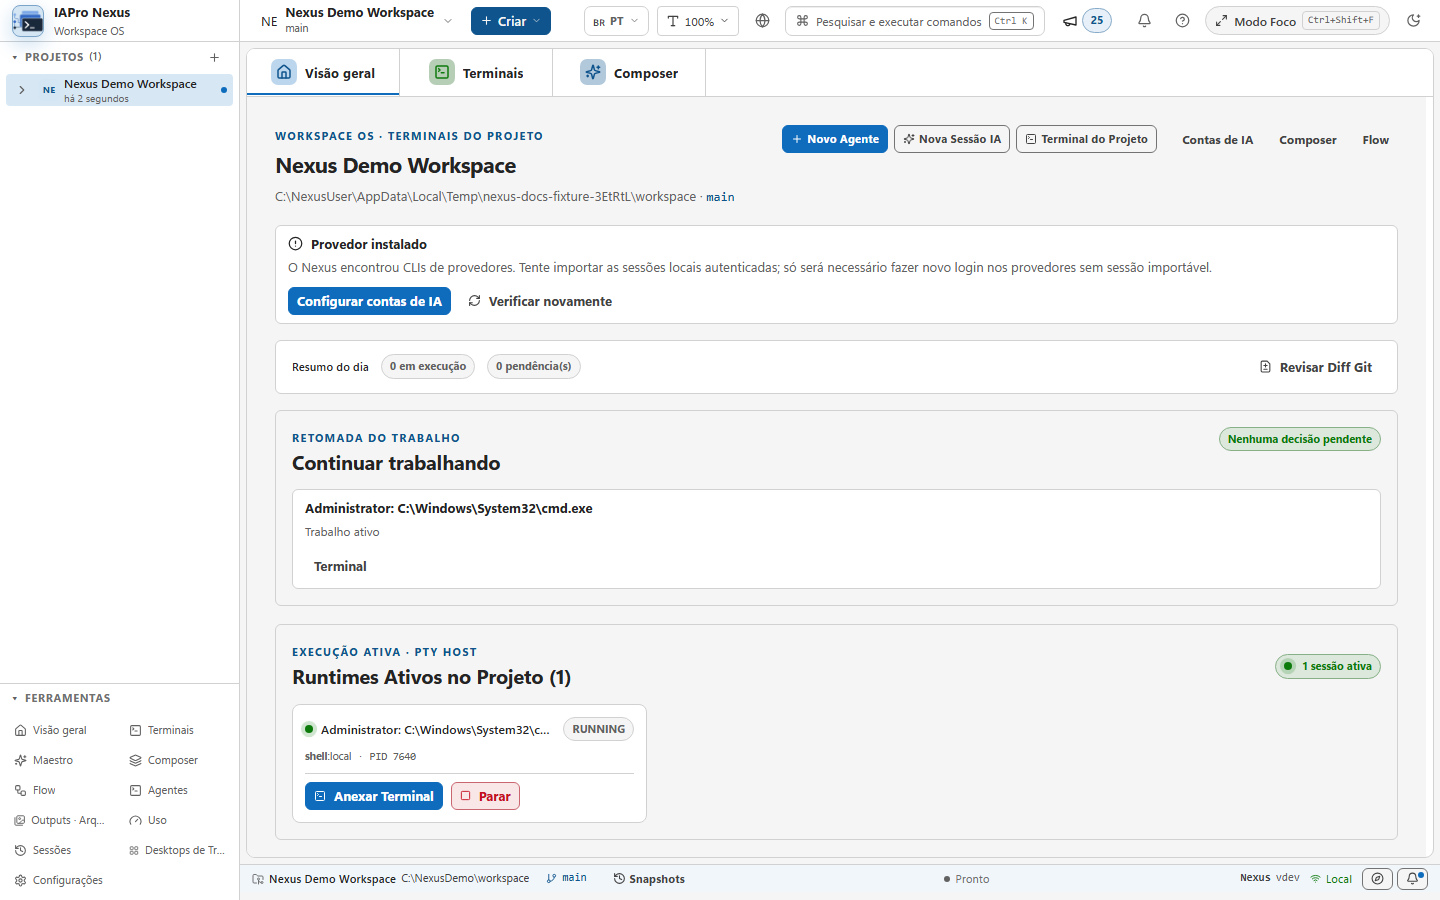 IAPro Nexus
Workspace OS
NE Nexus Demo Workspace
main
Criar
BR PT
100%
Pesquisar e executar comandos Ctrl K
25
Modo Foco Ctrl+Shift+F
PROJETOS (1)
NE Nexus Demo Workspace
há 2 segundos
Visão geral
Terminais
Composer
WORKSPACE OS · TERMINAIS DO PROJETO
Nexus Demo Workspace
C:\NexusUser\AppData\Local\Temp\nexus-docs-fixture-3EtRtL\workspace · main
Novo Agente
Nova Sessão IA
Terminal do Projeto
Contas de IA
Composer
Flow
Provedor instalado
O Nexus encontrou CLIs de provedores. Tente importar as sessões locais autenticadas; só será necessário fazer novo login nos provedores sem sessão importável.
Configurar contas de IA
Verificar novamente
Resumo do dia
0 em execução
0 pendência(s)
Revisar Diff Git
RETOMADA DO TRABALHO
Continuar trabalhando
Nenhuma decisão pendente
Administrator: C:\Windows\System32\cmd.exe
Trabalho ativo
Terminal
EXECUÇÃO ATIVA · PTY HOST
Runtimes Ativos no Projeto (1)
1 sessão ativa
Administrator: C:\Windows\System32\c...
RUNNING
shell:local · PID 7640
Anexar Terminal
Parar
FERRAMENTAS
Visão geral
Terminais
Maestro
Composer
Flow
Agentes
Outputs · Arq...
Uso
Sessões
Desktops de Tr...
Configurações
Nexus Demo Workspace C:\NexusDemo\workspace
main
Snapshots
Pronto
Nexus vdev
Local